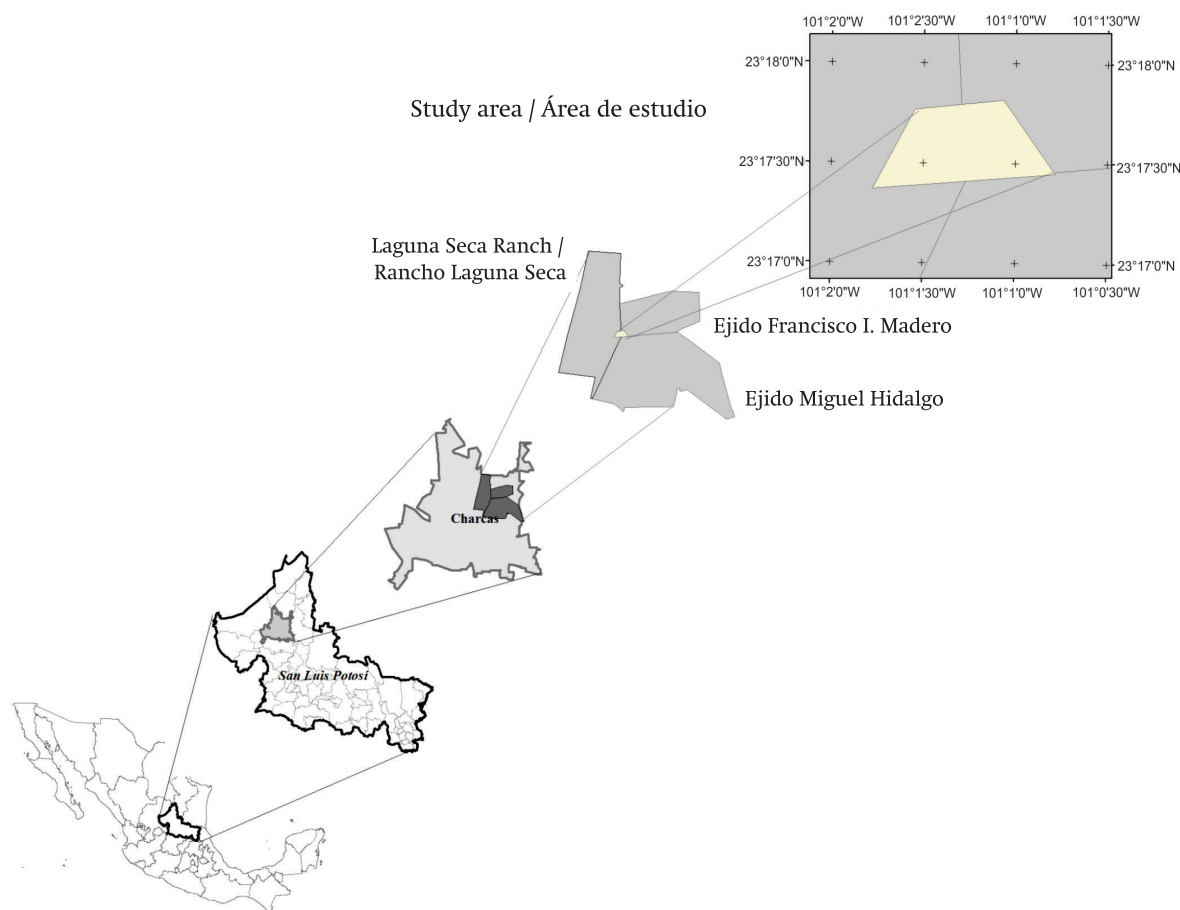 101°2'0"W 101°2'30"W 101°1'0"W 101°1'30"W
23°18'0"N 23°18'0"N
Study area / Área de estudio
23°17'30"N 23°17'30"N
Laguna Seca Ranch /
Rancho Laguna Seca
23°17'0"N 23°17'0"N
101°2'0"W 101°1'30"W 101°1'0"W 101°0'30"W
Ejido Francisco I. Madero
Ejido Miguel Hidalgo
Charcas
San Luis Potosí